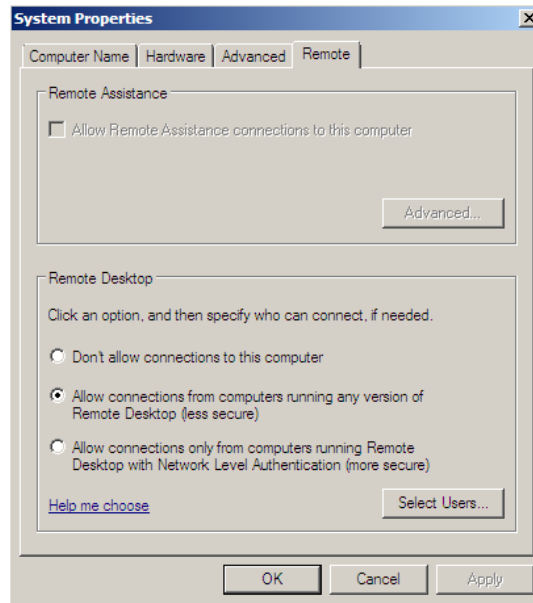 System Properties
Computer Name
Hardware
Advanced
Remote
Remote Assistance
Allow Remote Assistance connections to this computer
Advanced...
Remote Desktop
Click an option, and then specify who can connect, if needed.
Don't allow connections to this computer
Allow connections from computers running any version of
Remote Desktop (less secure)
Allow connections only from computers running Remote
Desktop with Network Level Authentication (more secure)
Help me choose
Select Users...
OK
Cancel
Apply